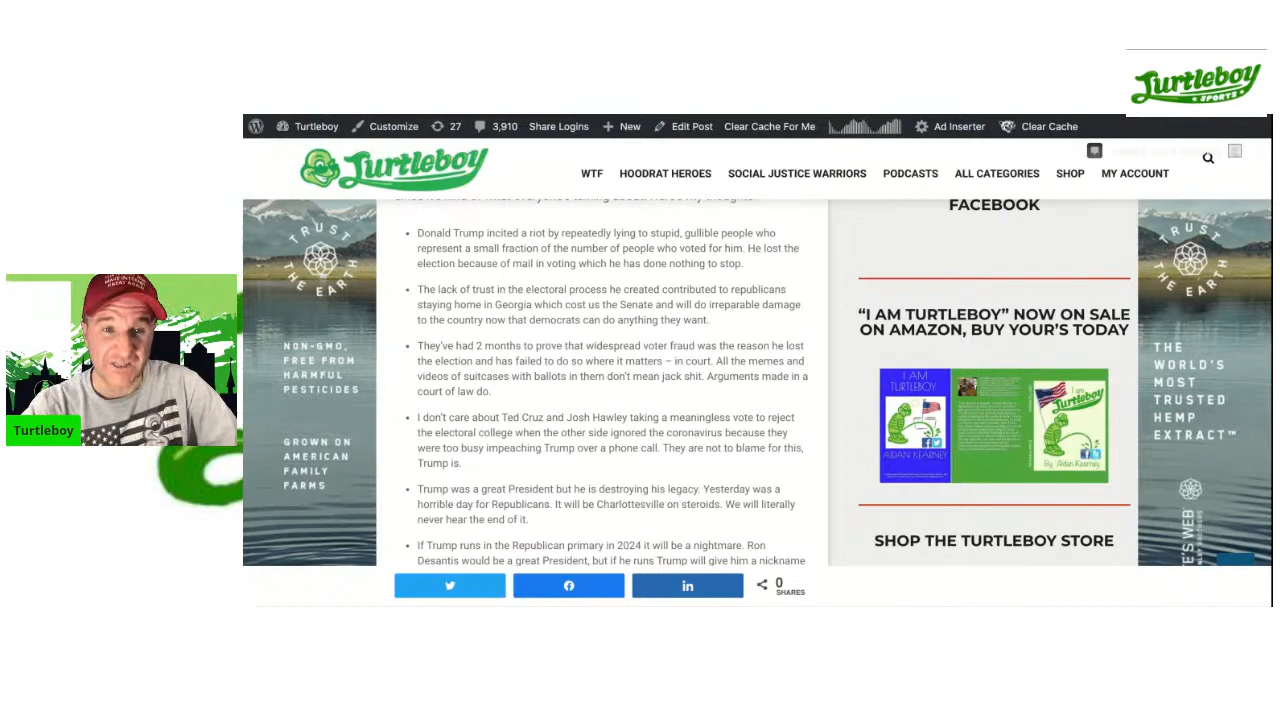 Turtleboy
SPORTS
Turtleboy Customize 27 3,910 Share Logins New Edit Post Clear Cache For Me Ad Inserter Clear Cache
Turtleboy
WTF HOODRAT HEROES SOCIAL JUSTICE WARRIORS PODCASTS ALL CATEGORIES SHOP MY ACCOUNT
TRUST
THE EARTH
NON-GMO,
FREE FROM
HARMFUL
PESTICIDES
GROWN ON
AMERICAN
FAMILY
FARMS
Turtleboy
Donald Trump incited a riot by repeatedly lying to stupid, gullible people who
represent a small fraction of the number of people who voted for him. He lost the
election because of mail in voting which he has done nothing to stop.
The lack of trust in the electoral process he created contributed to republicans
staying home in Georgia which cost us the Senate and will do irreparable damage
to the country now that democrats can do anything they want.
They've had 2 months to prove that widespread voter fraud was the reason he lost
the election and has failed to do so where it matters – in court. All the memes and
videos of suitcases with ballots in them don't mean jack shit. Arguments made in a
court of law do.
I don't care about Ted Cruz and Josh Hawley taking a meaningless vote to reject
the electoral college when the other side ignored the coronavirus because they
were too busy impeaching Trump over a phone call. They are not to blame for this,
Trump is.
Trump was a great President but he is destroying his legacy. Yesterday was a
horrible day for Republicans. It will be Charlottesville on steroids. We will literally
never hear the end of it.
If Trump runs in the Republican primary in 2024 it will be a nightmare. Ron
Desantis would be a great President, but if he runs Trump will give him a nickname
0
SHARES
FACEBOOK
“I AM TURTLEBOY” NOW ON SALE
ON AMAZON, BUY YOUR'S TODAY
I AM
TURTLEBOY
AIDAN KEARNEY
I am
Turtleboy
By: Aidan Kearney
SHOP THE TURTLEBOY STORE
TRUST
THE EARTH
THE
WORLD'S
MOST
TRUSTED
HEMP
EXTRACT™